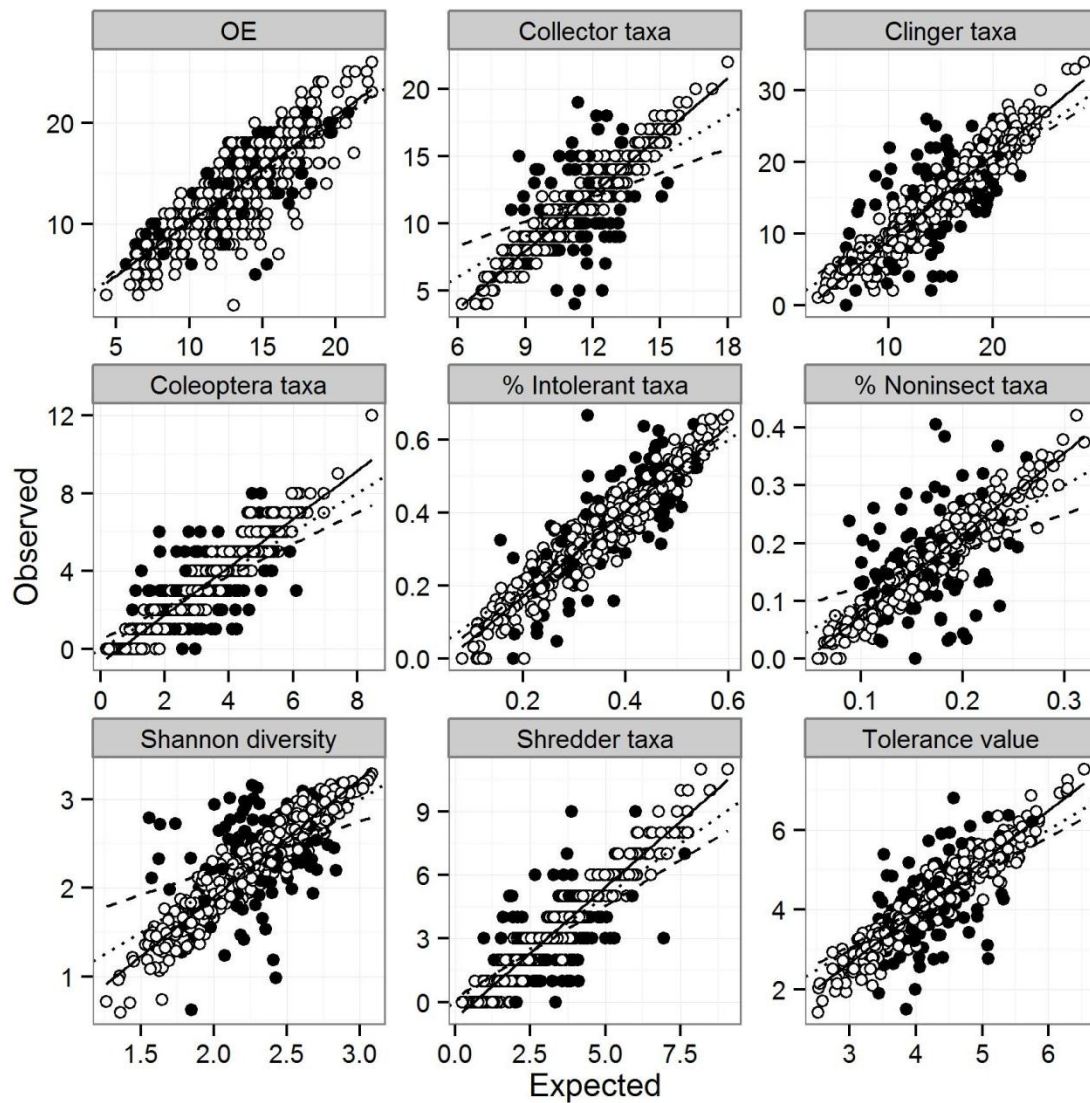 OE Collector taxa Clinger taxa
20
10
5 10 15 20
20
15
10
5
6 9 12 15 18
30
20
10
0
10 20
Coleoptera taxa % Intolerant taxa % Noninsect taxa
12
8
4
0
0 2 4 6 8
0.6
0.4
0.2
0.0
0.2 0.4 0.6
0.4
0.3
0.2
0.1
0.0
0.1 0.2 0.3
Shannon diversity Shredder taxa Tolerance value
3
2
1
1.5 2.0 2.5 3.0
9
6
3
0
0.0 2.5 5.0 7.5
6
4
2
3 4 5 6
Observed
Expected